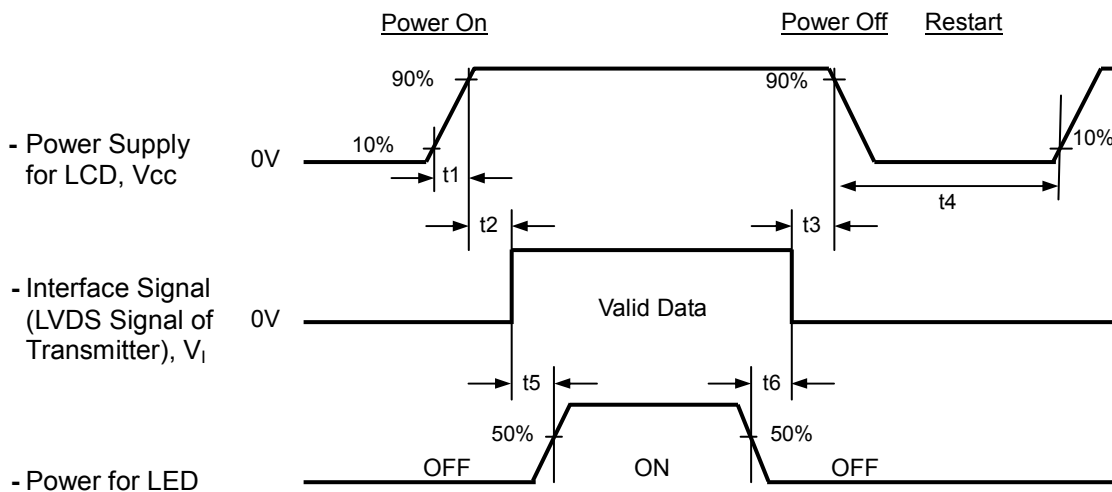 Power On
Power Off
Restart
90%
90%
- Power Supply
for LCD, Vcc
0V
10%
10%
t1
t4
t2
t3
- Interface Signal
(LVDS Signal of
Transmitter), VI
0V
Valid Data
t5
t6
50%
50%
- Power for LED
OFF
ON
OFF